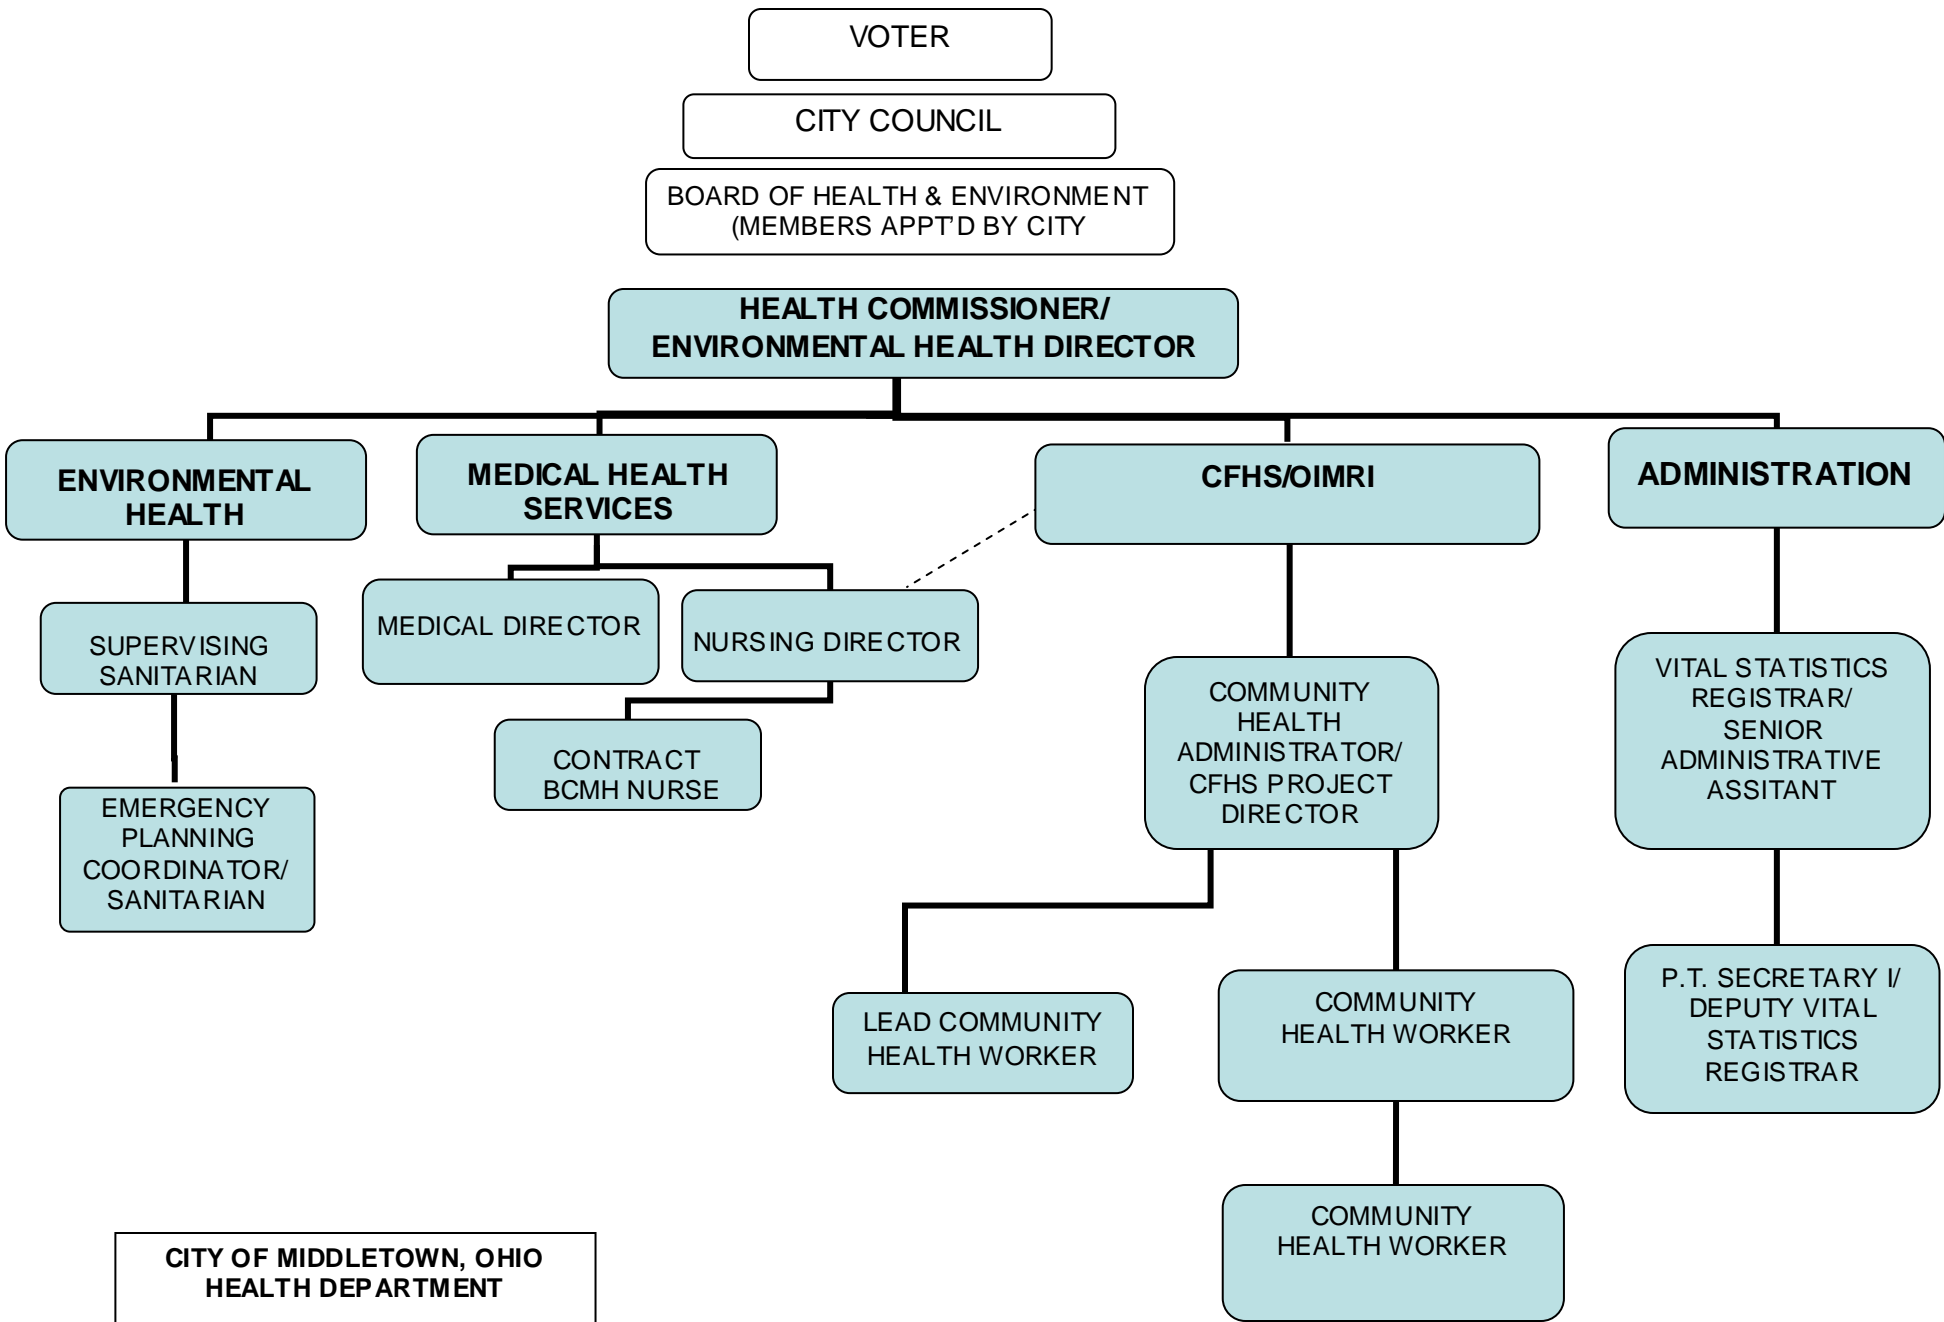 VOTER
CITY COUNCIL
BOARD OF HEALTH & ENVIRONMENT
(MEMBERS APPT'D BY CITY
HEALTH COMMISSIONER/
ENVIRONMENTAL HEALTH DIRECTOR
ENVIRONMENTAL
HEALTH
MEDICAL HEALTH
SERVICES
CFHS/OIMRI
ADMINISTRATION
SUPERVISING
SANITARIAN
EMERGENCY
PLANNING
COORDINATOR/
SANITARIAN
MEDICAL DIRECTOR
NURSING DIRECTOR
CONTRACT
BCMH NURSE
COMMUNITY
HEALTH
ADMINISTRATOR/
CFHS PROJECT
DIRECTOR
LEAD COMMUNITY
HEALTH WORKER
COMMUNITY
HEALTH WORKER
COMMUNITY
HEALTH WORKER
VITAL STATISTICS
REGISTRAR/
SENIOR
ADMINISTRATIVE
ASSITANT
P.T. SECRETARY I/
DEPUTY VITAL
STATISTICS
REGISTRAR
CITY OF MIDDLETOWN, OHIO
HEALTH DEPARTMENT